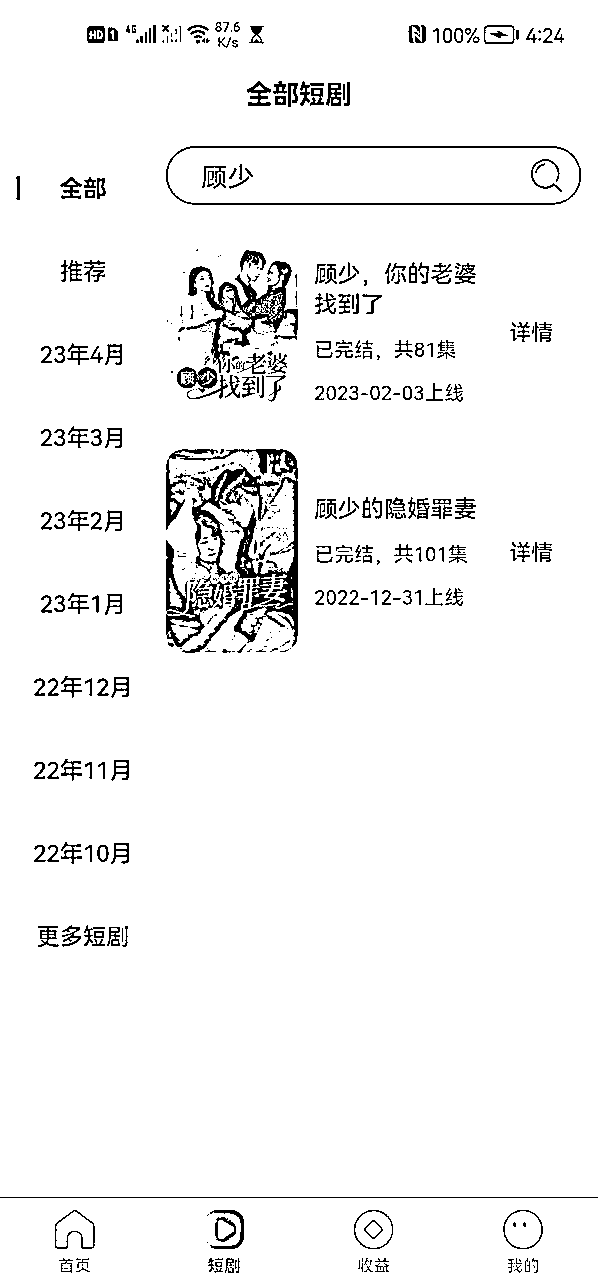 HD 1 4G 87.6 K/s 100% 4:24
全部短剧
顾少
全部
推荐
23年4月
23年3月
23年2月
23年1月
22年12月
22年11月
22年10月
更多短剧
顾少 你的老婆
找到了
顾少，你的老婆
找到了
已完结，共81集
2023-02-03上线
详情
隐婚罪妻
顾少的隐婚罪妻
已完结，共101集
2022-12-31上线
详情
首页
短剧
收益
我的